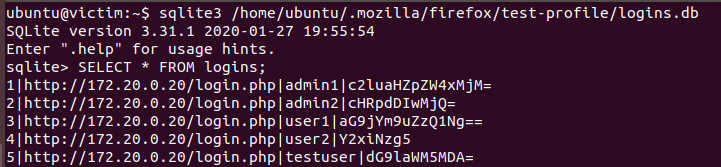 ubuntu@victim:~$ sqlite3 /home/ubuntu/.mozilla/firefox/test-profile/logins.db
SQLite version 3.31.1 2020-01-27 19:55:54
Enter ".help" for usage hints.
sqlite> SELECT * FROM logins;
1|http://172.20.0.20/login.php|admin1|c2luaHZpZW4xMjM=
2|http://172.20.0.20/login.php|admin2|cHRpdDIwMjQ=
3|http://172.20.0.20/login.php|user1|aG9jYm9uZzQ1Ng==
4|http://172.20.0.20/login.php|user2|Y2xiNzg5
5|http://172.20.0.20/login.php|testuser|dG9laWM5MDA=